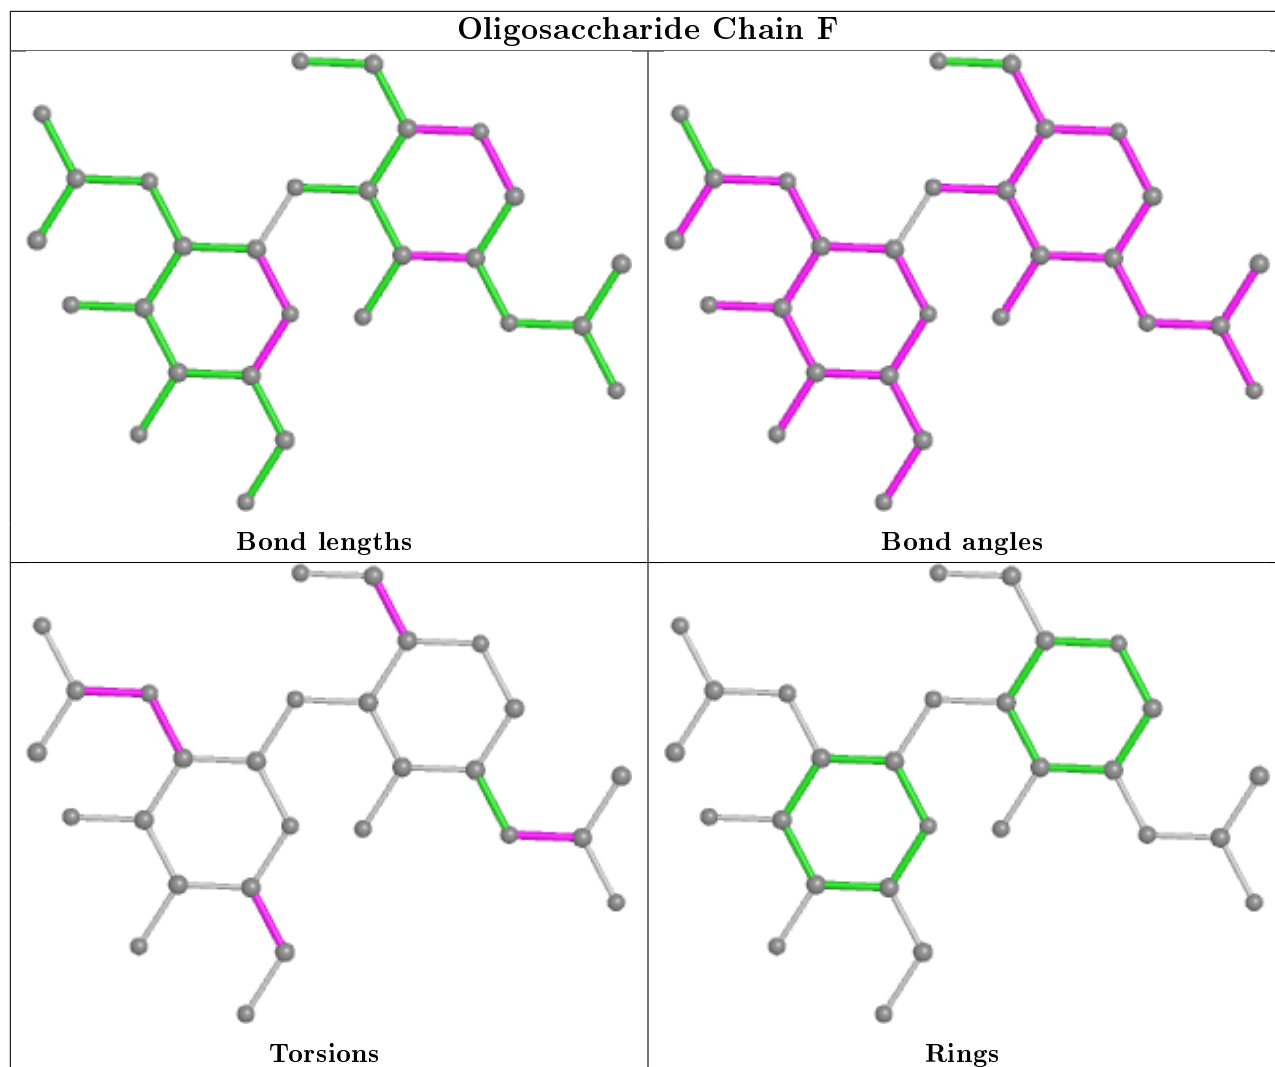 Oligosaccharide Chain F
Bond lengths
Bond angles
Torsions
Rings